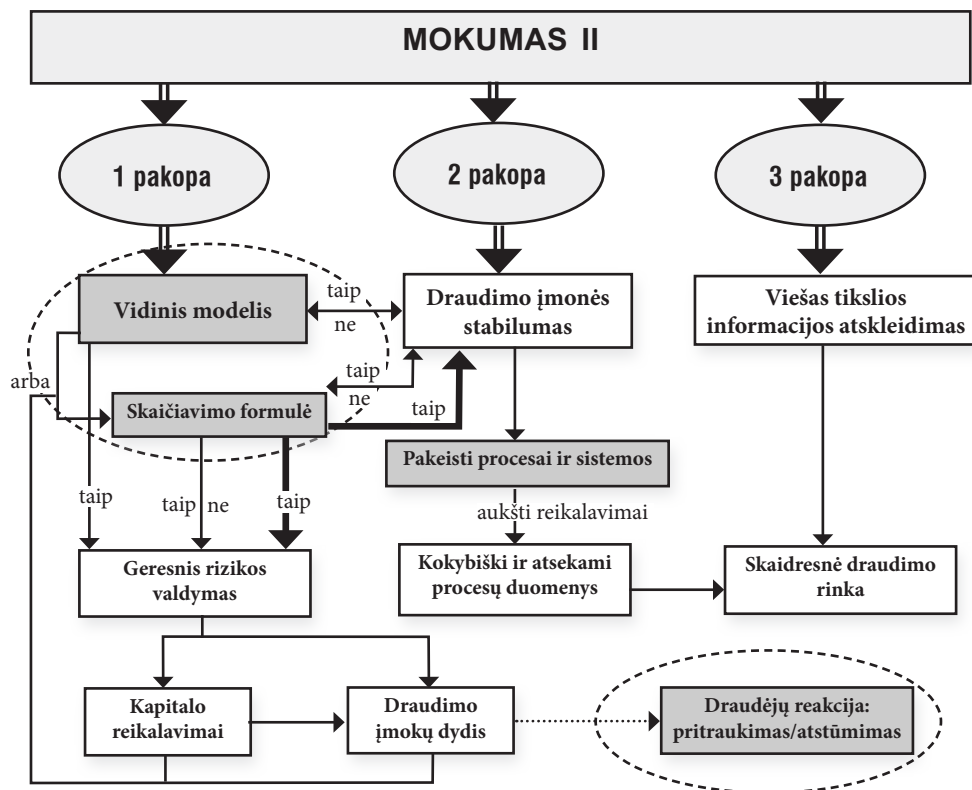 MOKUMAS II
1 pakopa
2 pakopa
3 pakopa
Vidinis modelis
taip
ne
Draudimo įmonės
stabilumas
Viešas tikslios
informacijos atskleidimas
arba
taip
ne
Skaičiavimo formulė
taip
Pakeisti procesai ir sistemos
taip
taip
ne
taip
aukšti reikalavimai
Geresnis rizikos
valdymas
Kokybiški ir atsekami
procesų duomenys
Skaidresnė draudimo
rinka
Kapitalo
reikalavimai
Draudimo
įmokų dydis
Draudėjų reakcija:
pritraukimas/atstūmimas